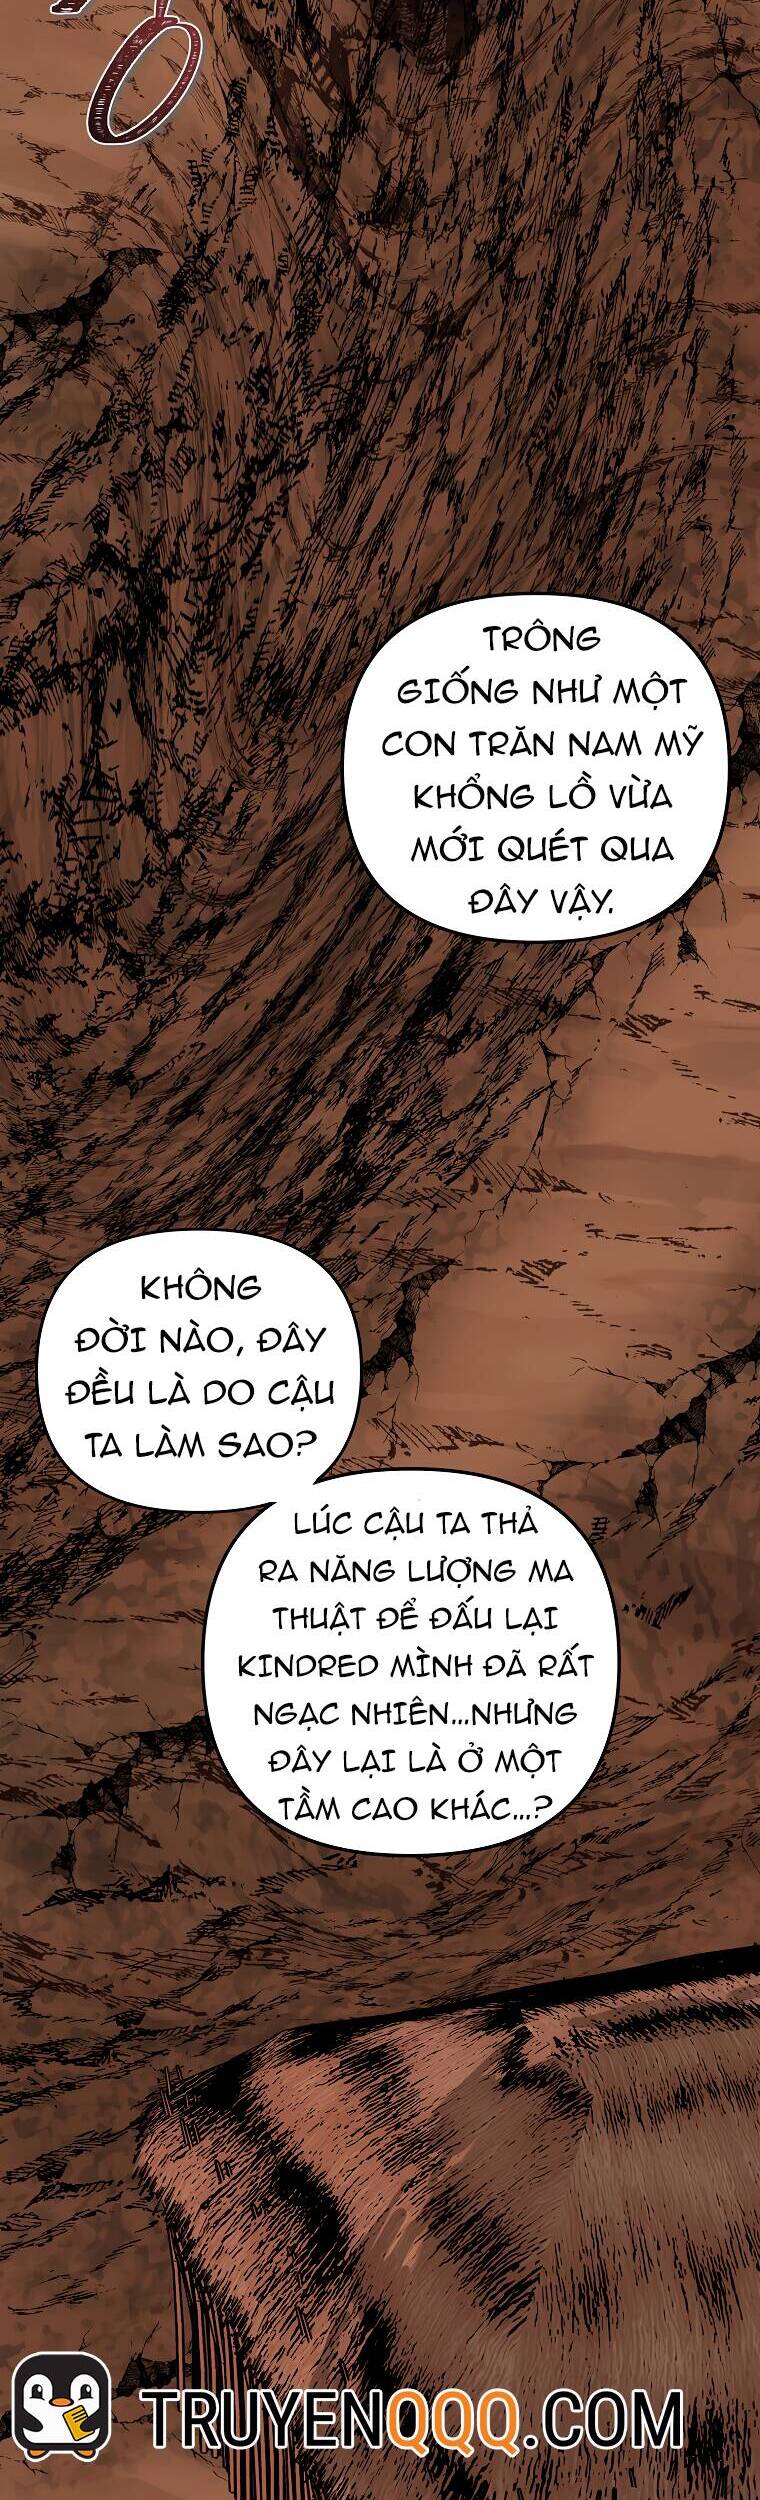 TRÔNG
GIỐNG NHƯ MỘT
CON TRĂN NAM MỸ
KHỔNG LỒ VỪA
MỚI QUÉT QUA
ĐÂY VẬY.
KHÔNG
ĐỜI NÀO, ĐÂY
ĐỀU LÀ DO CẬU
TA LÀM SAO?
LÚC CẬU TA THẢ
RA NĂNG LƯỢNG MA
THUẬT ĐỂ ĐẤU LẠI
KINDRED MÌNH ĐÃ RẤT
NGẠC NHIÊN...NHƯNG
ĐÂY LẠI LÀ Ở MỘT
TẦM CAO KHÁC...?
TRUYENQQQ.COM